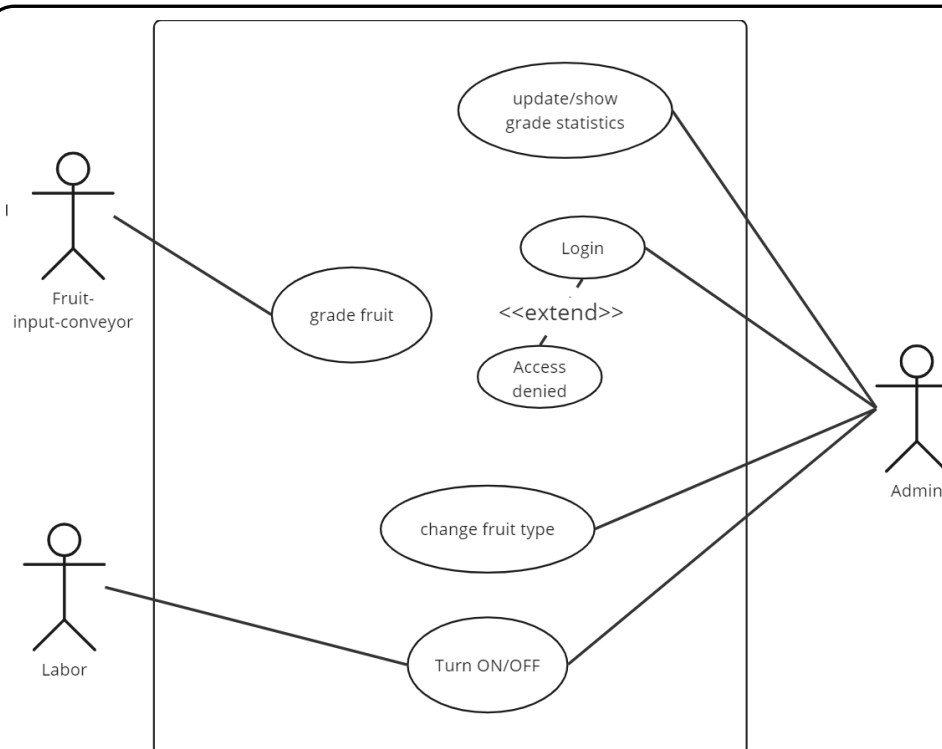 update/show
grade statistics
Login
<<extend>>
Access
denied
grade fruit
Fruit-
input-conveyor
change fruit type
Admin
Turn ON/OFF
Labor